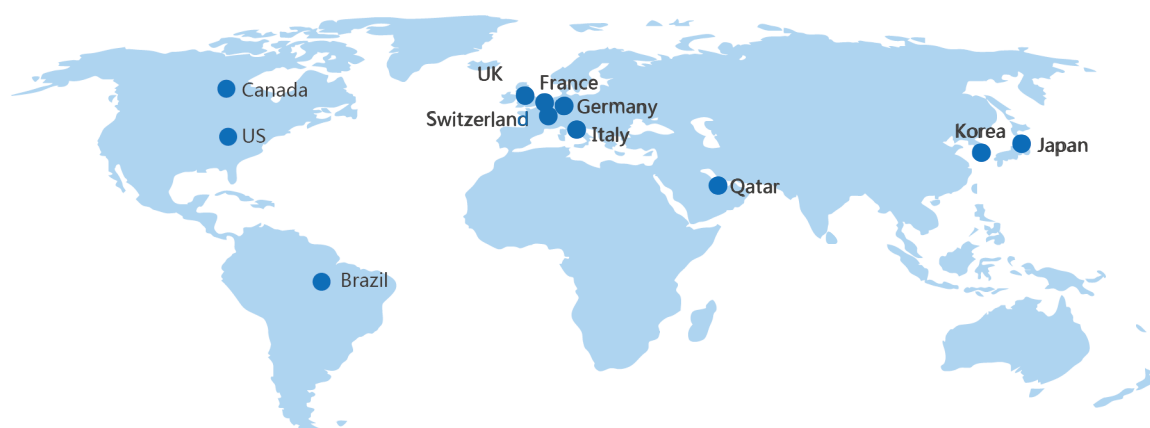 UK
France
Canada
Germany
Switzerland
US
Italy
Korea
Japan
Qatar
Brazil